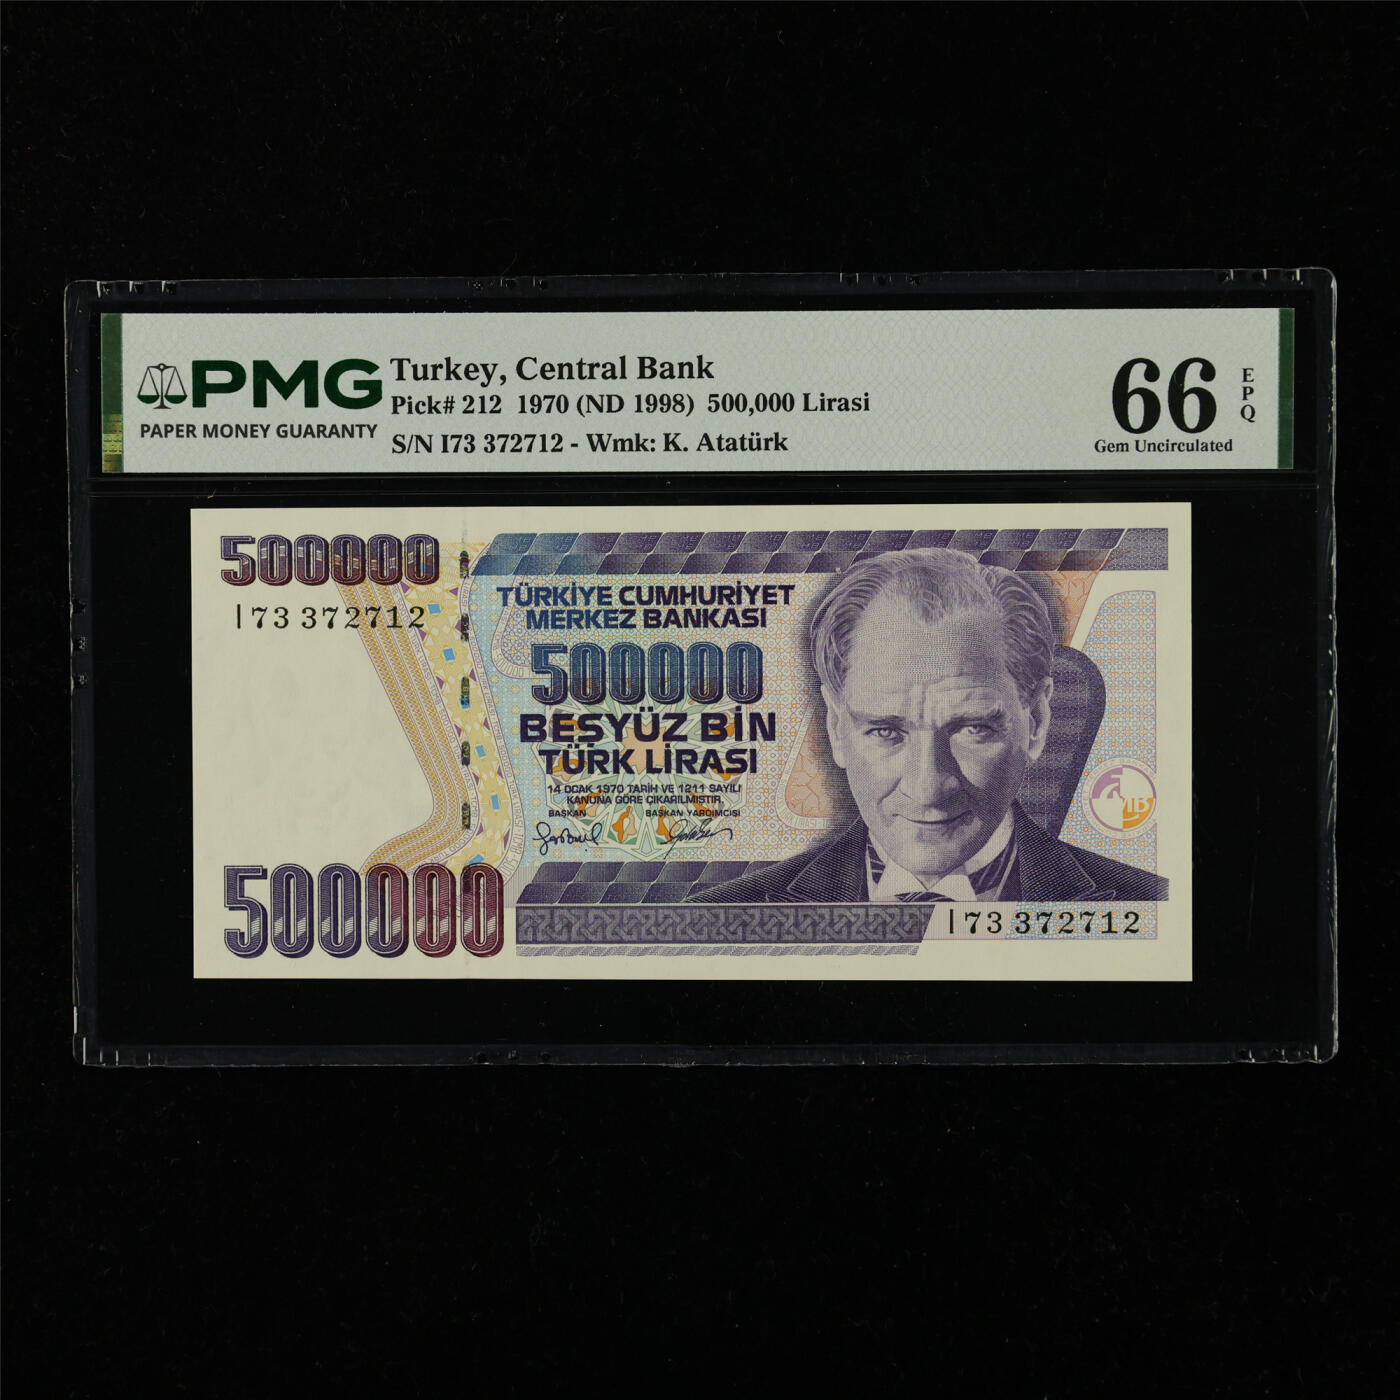 PMG
PAPER MONEY GUARANTY
Turkey, Central Bank
Pick# 212 1970 (ND 1998) 500,000 Lirasi
S/N I73 372712 - Wmk: K. Atatürk
66
EPQ
Gem Uncirculated
500000
I73 372712
TÜRKİYE CUMHURİYET
MERKEZ BANKASI
500000
BEŞYÜZ BİN
TÜRK LİRASI
14 OCAK 1970 TARİH VE 1211 SAYILI
KANUNA GÖRE ÇIKARILMIŞTIR.
BAŞKAN BAŞKAN YARDIMCISI
500000
I73 372712